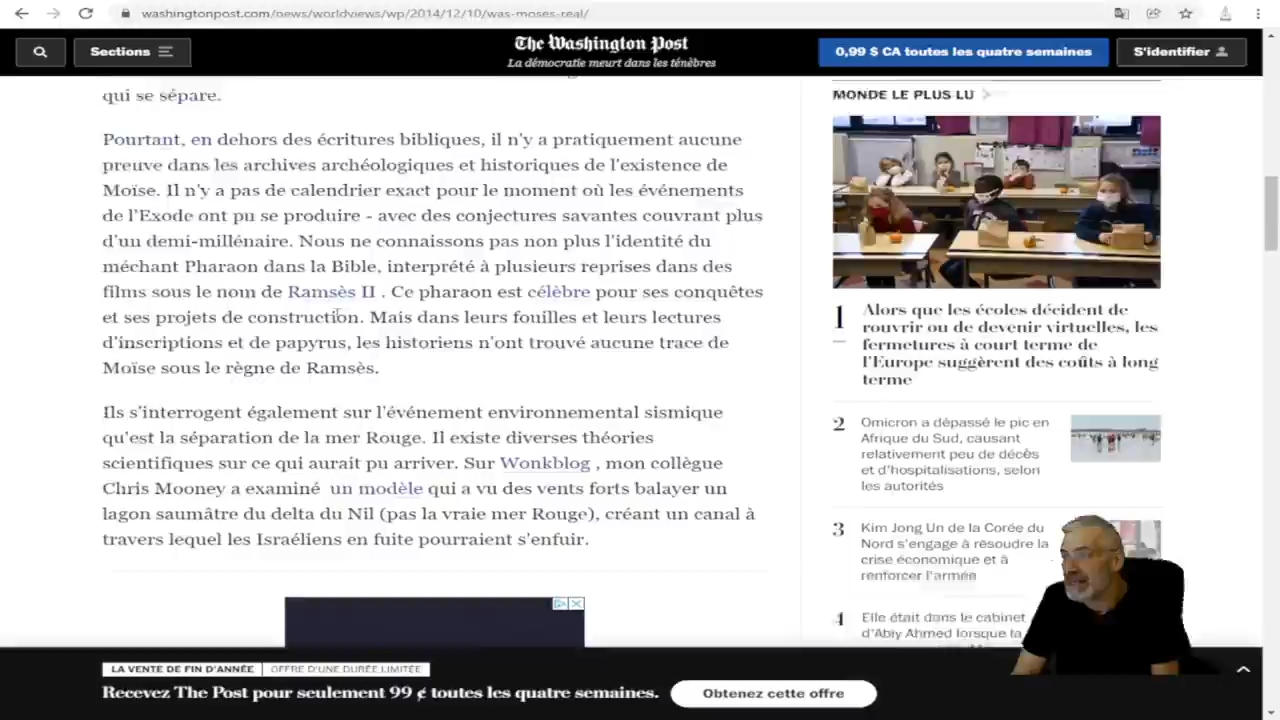 washingtonpost.com/news/worldviews/wp/2014/12/10/was-moses-real/
Sections
The Washington Post
La démocratie meurt dans les ténèbres
0,99 $ CA toutes les quatre semaines
S'identifier
qui se sépare.
Pourtant, en dehors des écritures bibliques, il n'y a pratiquement aucune
preuve dans les archives archéologiques et historiques de l'existence de
Moïse. Il n'y a pas de calendrier exact pour le moment où les événements
de l'Exode ont pu se produire - avec des conjectures savantes couvrant plus
d'un demi-millénaire. Nous ne connaissons pas non plus l'identité du
méchant Pharaon dans la Bible, interprété à plusieurs reprises dans des
films sous le nom de Ramsès II . Ce pharaon est célèbre pour ses conquêtes
et ses projets de construction. Mais dans leurs fouilles et leurs lectures
d'inscriptions et de papyrus, les historiens n'ont trouvé aucune trace de
Moïse sous le règne de Ramsès.
Ils s'interrogent également sur l'événement environnemental sismique
qu'est la séparation de la mer Rouge. Il existe diverses théories
scientifiques sur ce qui aurait pu arriver. Sur Wonkblog , mon collègue
Chris Mooney a examiné un modèle qui a vu des vents forts balayer un
lagon saumâtre du delta du Nil (pas la vraie mer Rouge), créant un canal à
travers lequel les Israéliens en fuite pourraient s'enfuir.
MONDE LE PLUS LU
1
Alors que les écoles décident de
rouvrir ou de devenir virtuelles, les
fermetures à court terme de
l'Europe suggèrent des coûts à long
terme
2
Omicron a dépassé le pic en
Afrique du Sud, causant
relativement peu de décès
et d'hospitalisations, selon
les autorités
3
Kim Jong Un de la Corée du
Nord s'engage à résoudre la
crise économique et à
renforcer l'armée
4
Elle était dans le cabinet
d'Abiy Ahmed lorsque la
LA VENTE DE FIN D'ANNÉE
OFFRE D'UNE DURÉE LIMITÉE
Recevez The Post pour seulement 99 ¢ toutes les quatre semaines.
Obtenez cette offre